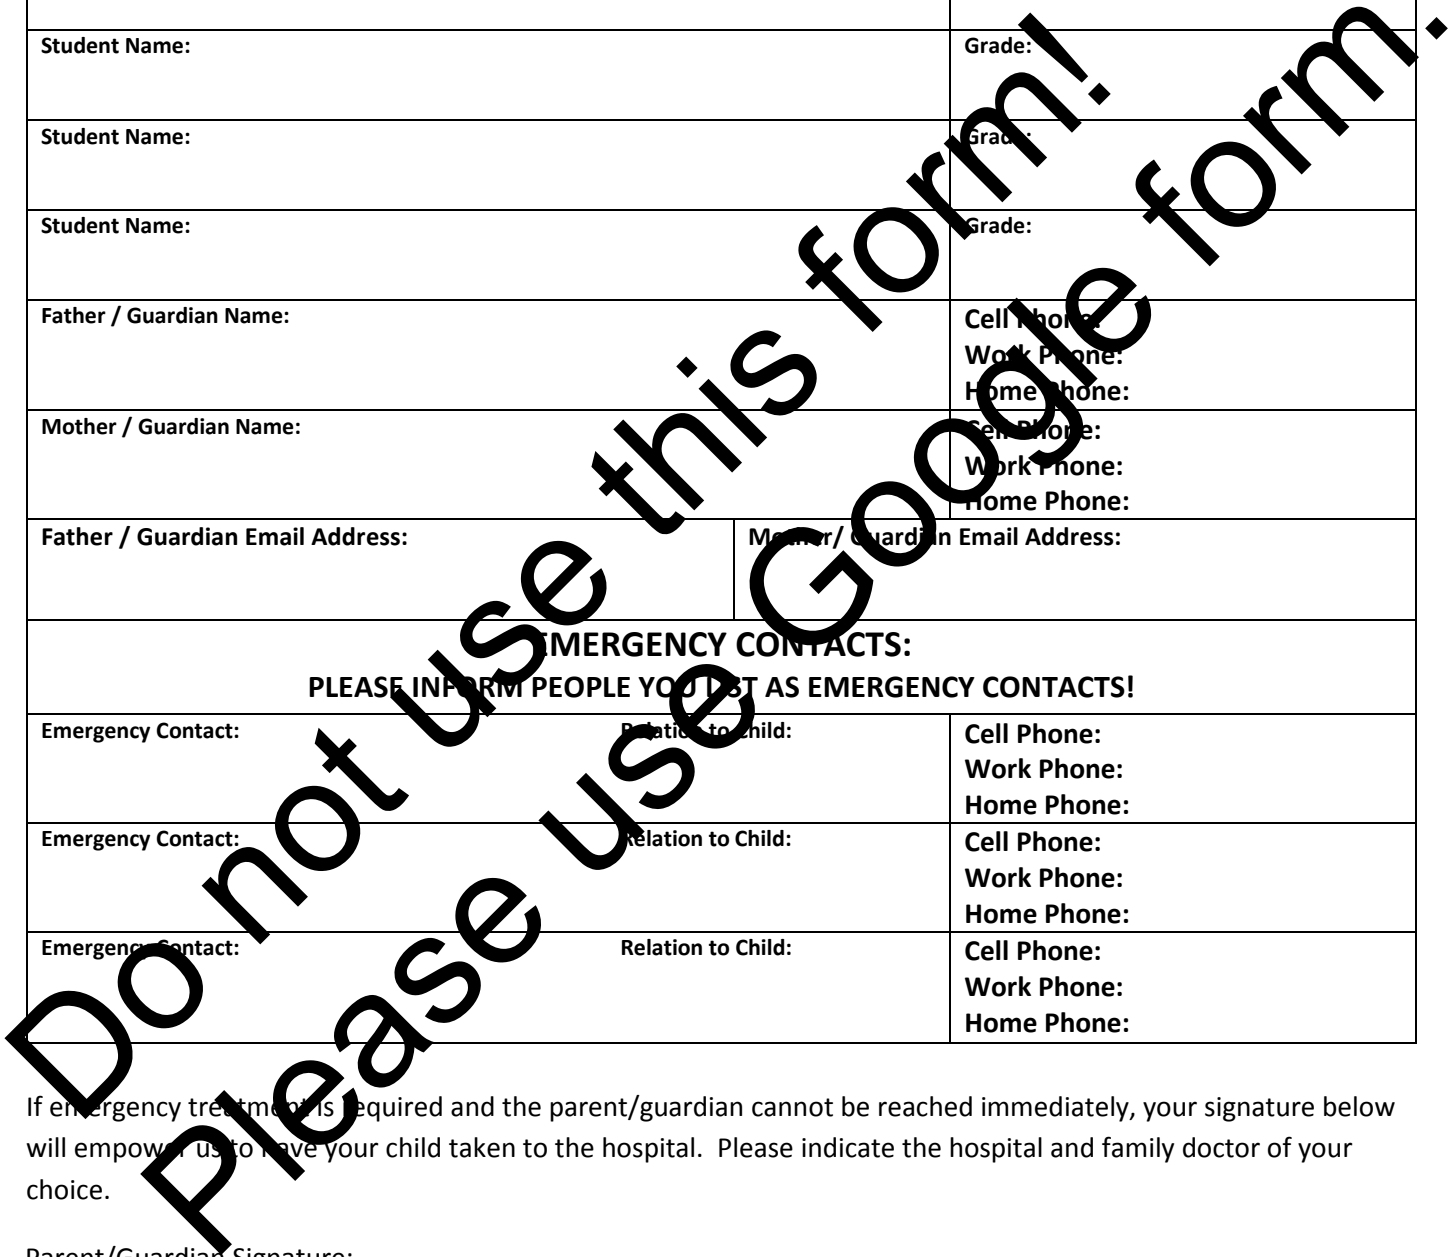 Student Name: Grade:
Student Name: Grade:
Student Name: Grade:
Father / Guardian Name: Cell Phone:
Work Phone:
Home Phone:
Mother / Guardian Name: Cell Phone:
Work Phone:
Home Phone:
Father / Guardian Email Address: Mother/ Guardian Email Address:
EMERGENCY CONTACTS:
PLEASE INFORM PEOPLE YOU LIST AS EMERGENCY CONTACTS!
Emergency Contact: Relation to Child: Cell Phone:
Work Phone:
Home Phone:
Emergency Contact: Relation to Child: Cell Phone:
Work Phone:
Home Phone:
Emergency Contact: Relation to Child: Cell Phone:
Work Phone:
Home Phone:
If emergency treatment is required and the parent/guardian cannot be reached immediately, your signature below
will empower us to have your child taken to the hospital.  Please indicate the hospital and family doctor of your
choice.
Parent/Guardian Signature:
Do not use this form!
Please use Google form.